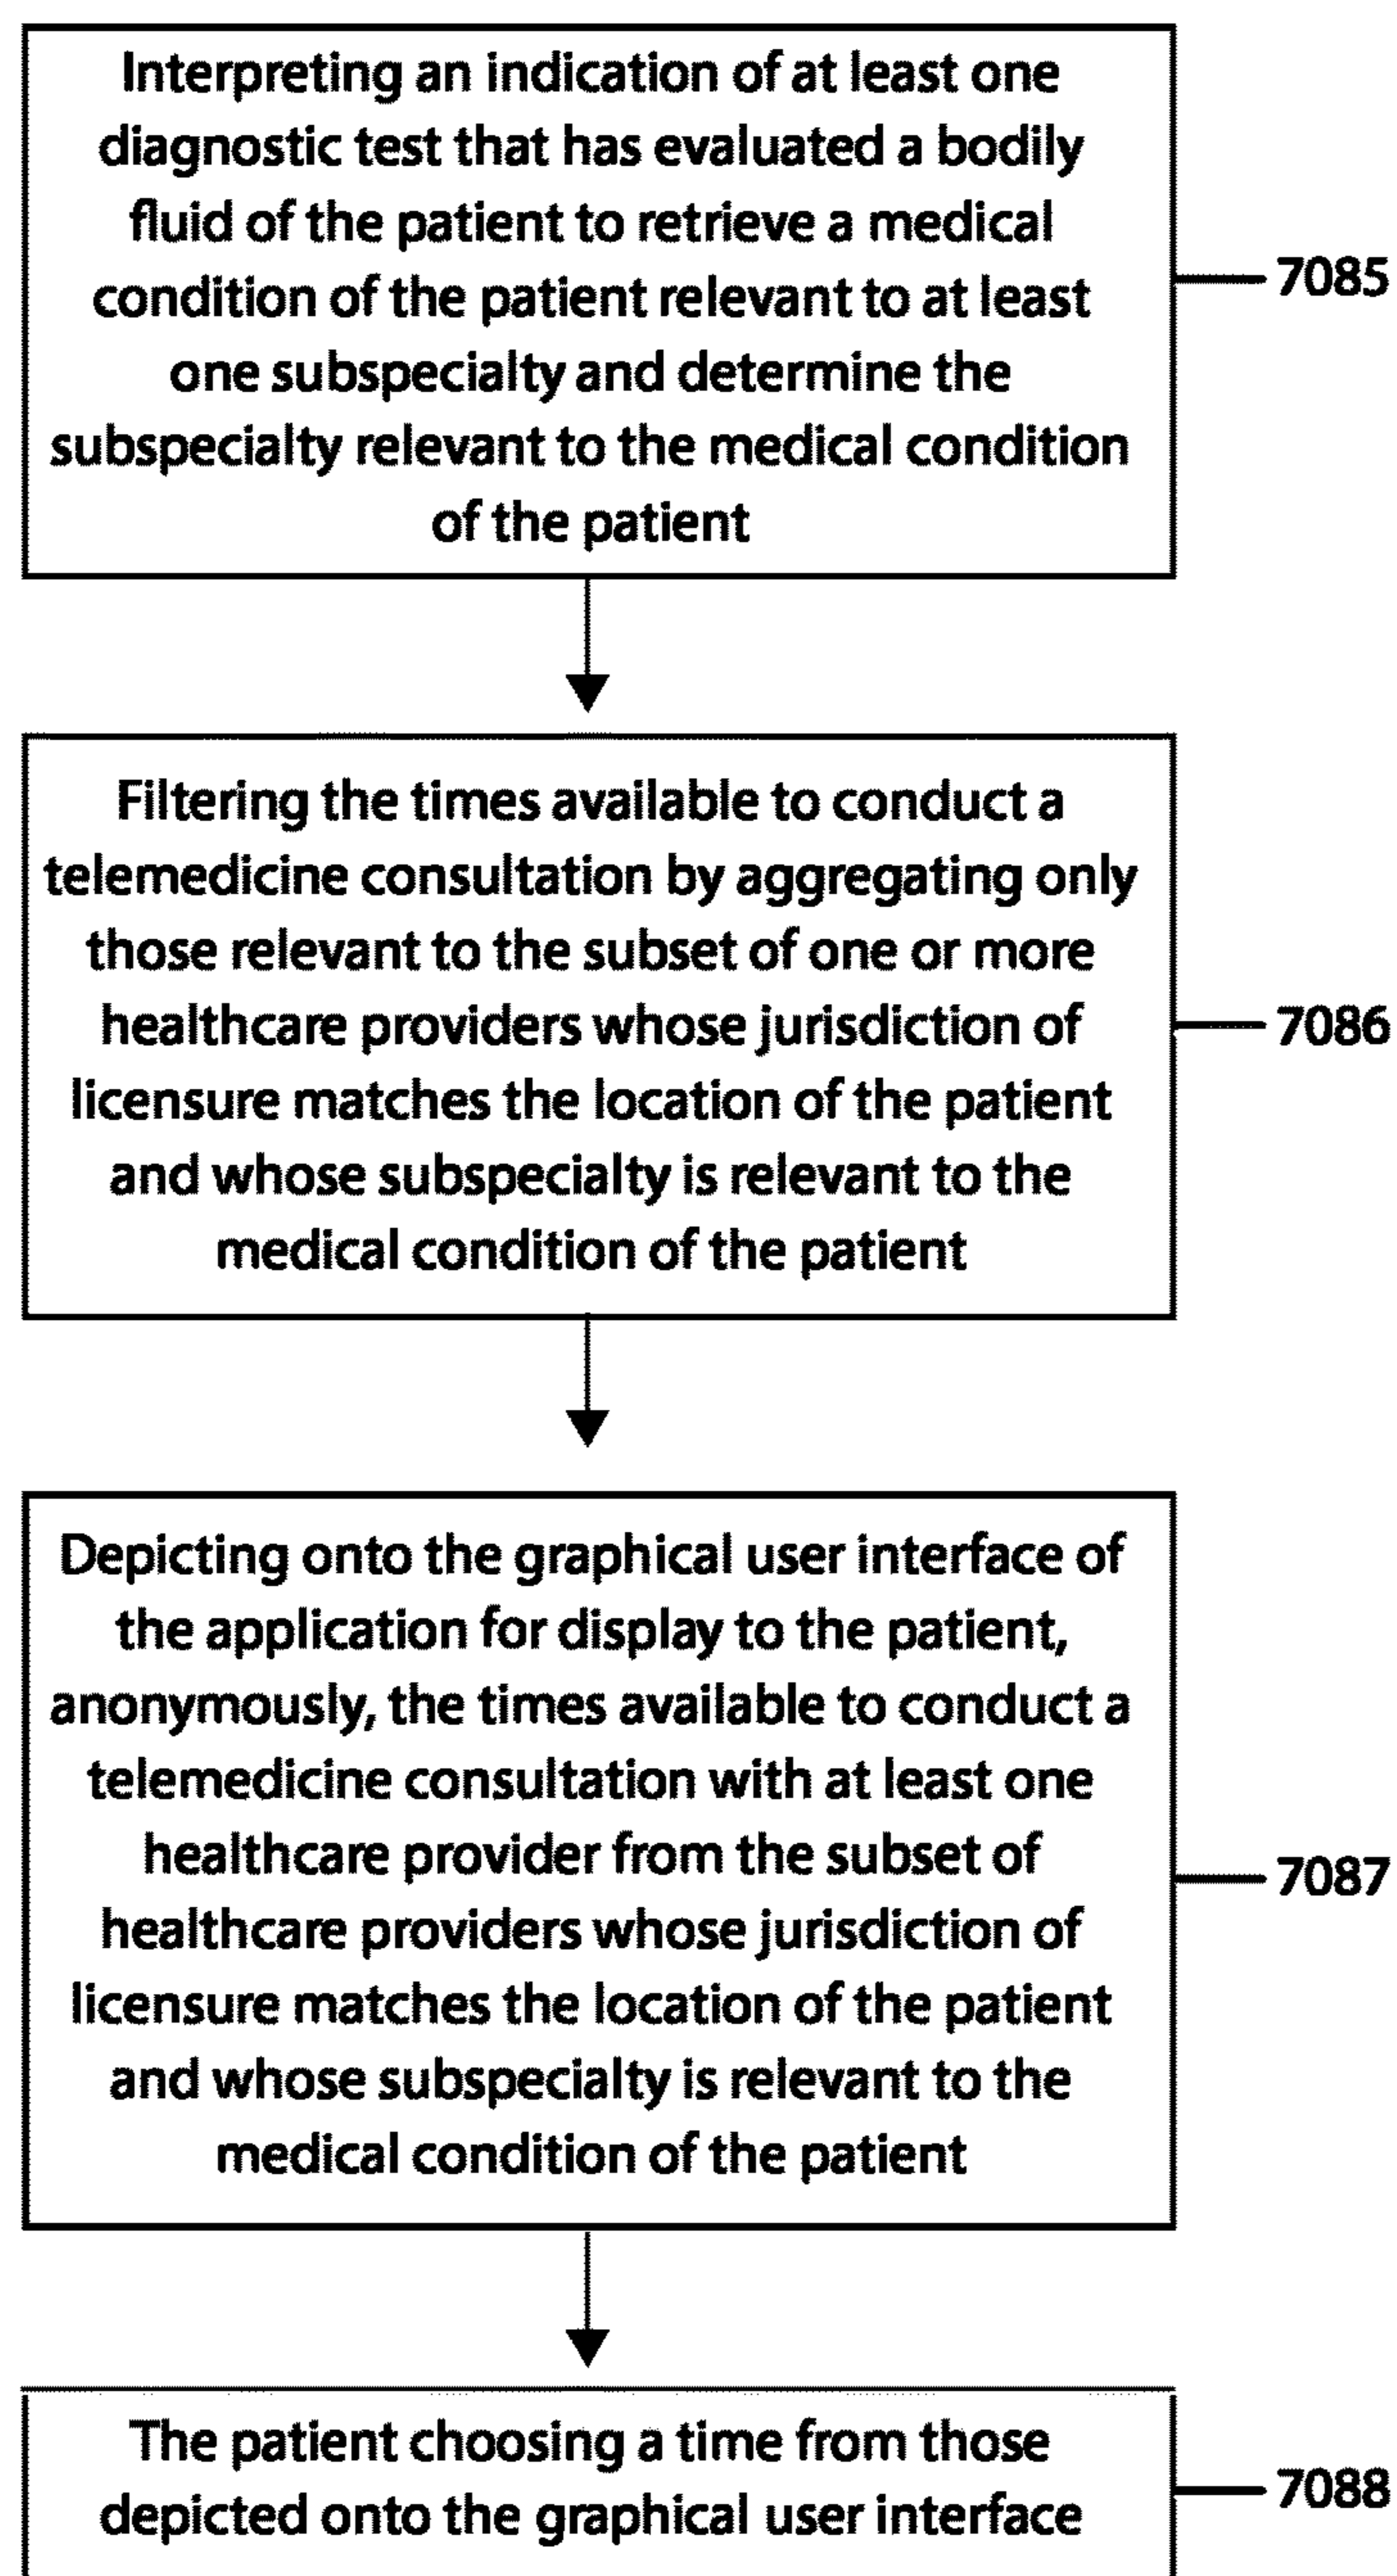 Interpreting an indication of at least one
diagnostic test that has evaluated a bodily
fluid of the patient to retrieve a medical
condition of the patient relevant to at least
one subspecialty and determine the
subspecialty relevant to the medical condition
of the patient
7085
Filtering the times available to conduct a
telemedicine consultation by aggregating only
those relevant to the subset of one or more
healthcare providers whose jurisdiction of
licensure matches the location of the patient
and whose subspecialty is relevant to the
medical condition of the patient
7086
Depicting onto the graphical user interface of
the application for display to the patient,
anonymously, the times available to conduct a
telemedicine consultation with at least one
healthcare provider from the subset of
healthcare providers whose jurisdiction of
licensure matches the location of the patient
and whose subspecialty is relevant to the
medical condition of the patient
7087
The patient choosing a time from those
depicted onto the graphical user interface
7088